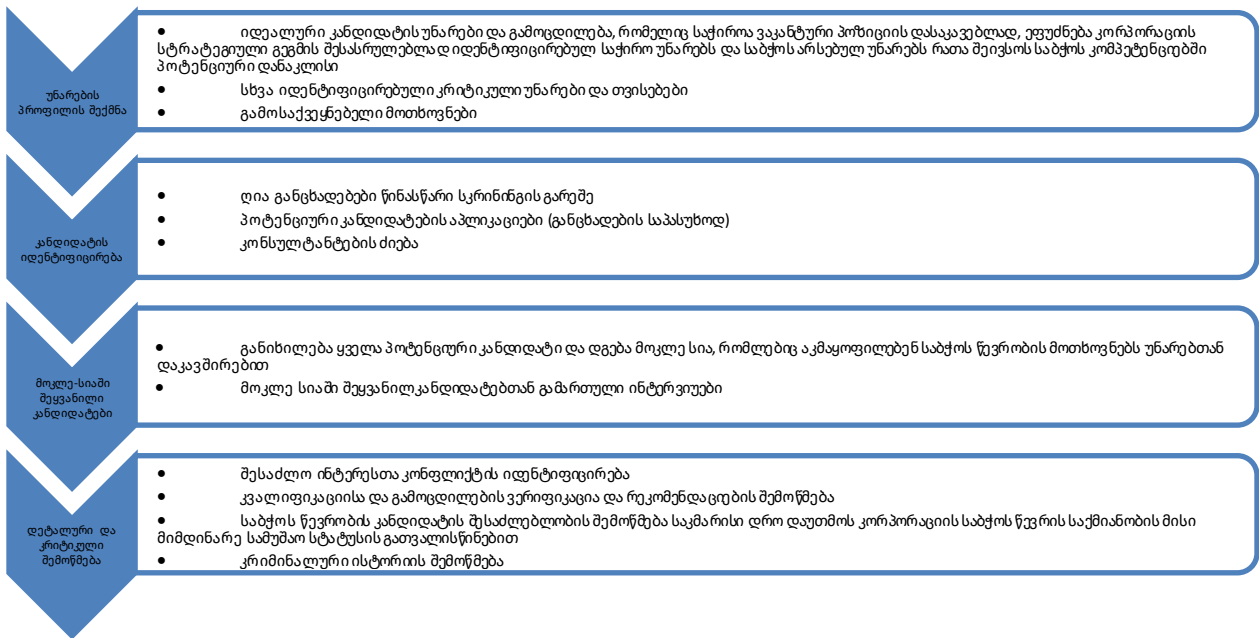 უნარების
პროფილის შექმნა
● იდეალური კანდიდატის უნარები და გამოცდილება, რომელიც საჭიროა ვაკანტური პოზიციის დასაკავებლად, ეფუძნება კორპორაციის
სტრატეგიული გეგმის შესასრულებლად იდენტიფიცირებულ საჭირო უნარებს და საბჭოს არსებულ უნარებს რათა შეივსოს საბჭოს კომპეტენციებში
პოტენციური დანაკლისი
● სხვა იდენტიფიცირებული კრიტიკული უნარები და თვისებები
● გამოსაქვეყნებელი მოთხოვნები
კანდიდატის
იდენტიფიცირება
● ღია განცხადებები წინასწარი სკრინინგის გარეშე
● პოტენციური კანდიდატების აპლიკაციები (განცხადების საპასუხოდ)
● კონსულტანტების ძიება
მოკლე-სიაში
შეყვანილი
კანდიდატები
● განიხილება ყველა პოტენციური კანდიდატი და დგება მოკლე სია, რომლებიც აკმაყოფილებენ საბჭოს წევრობის მოთხოვნებს უნარებთან
დაკავშირებით
● მოკლე სიაში შეყვანილ კანდიდატებთან გამართული ინტერვიუები
დეტალური და
კრიტიკული
შემოწმება
● შესაძლო ინტერესთა კონფლიქტის იდენტიფიცირება
● კვალიფიკაციისა და გამოცდილების ვერიფიკაცია და რეკომენდაციების შემოწმება
● საბჭოს წევრობის კანდიდატის შესაძლებლობის შემოწმება საკმარისი დრო დაუთმოს კორპორაციის საბჭოს წევრის საქმიანობის მისი
მიმდინარე სამუშაო სტატუსის გათვალისწინებით
● კრიმინალური ისტორიის შემოწმება